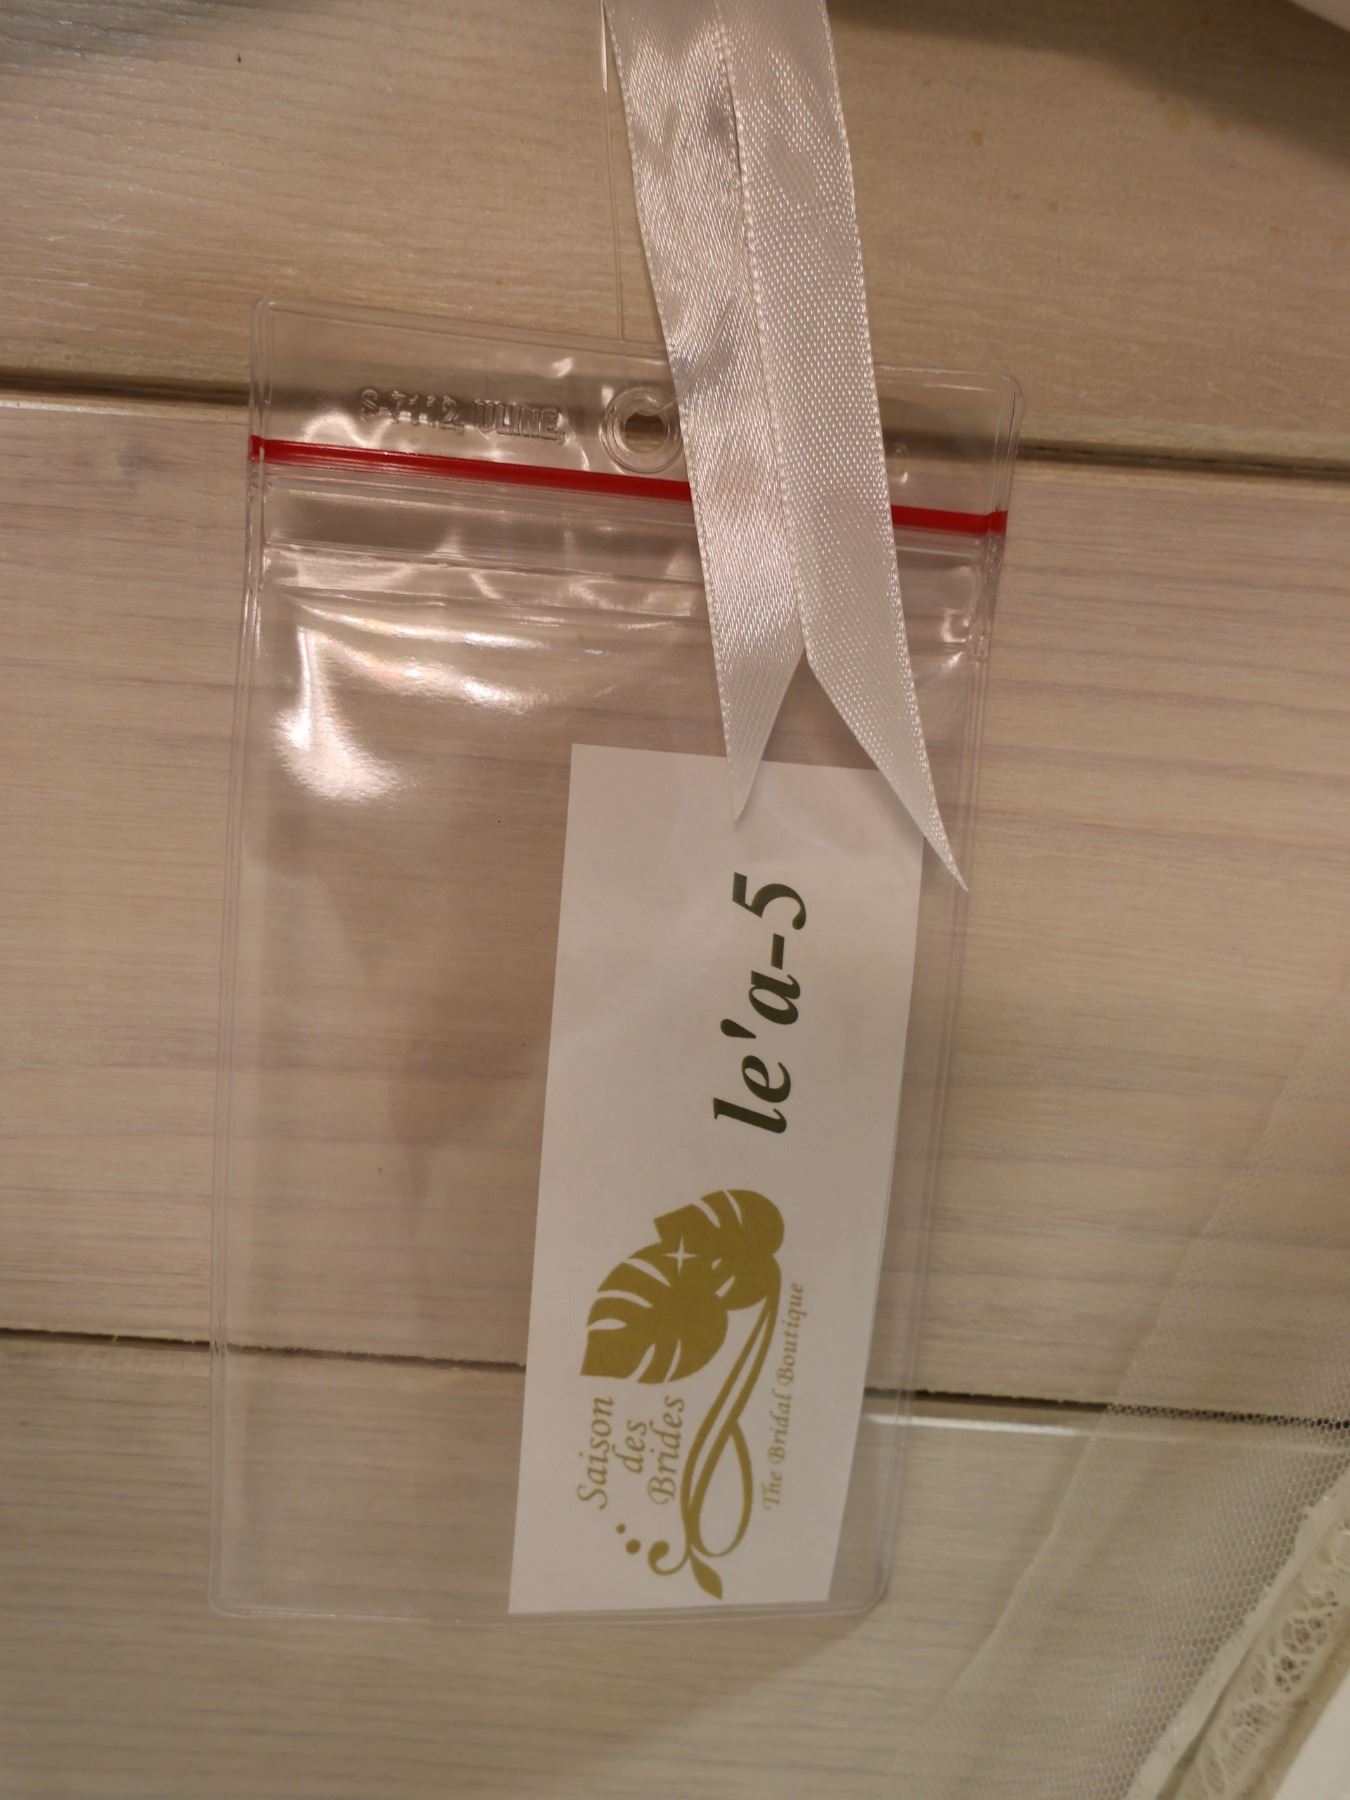 S-7112, ULINE,
Saison
des
Brides
The Bridal Boutique
le'a-5